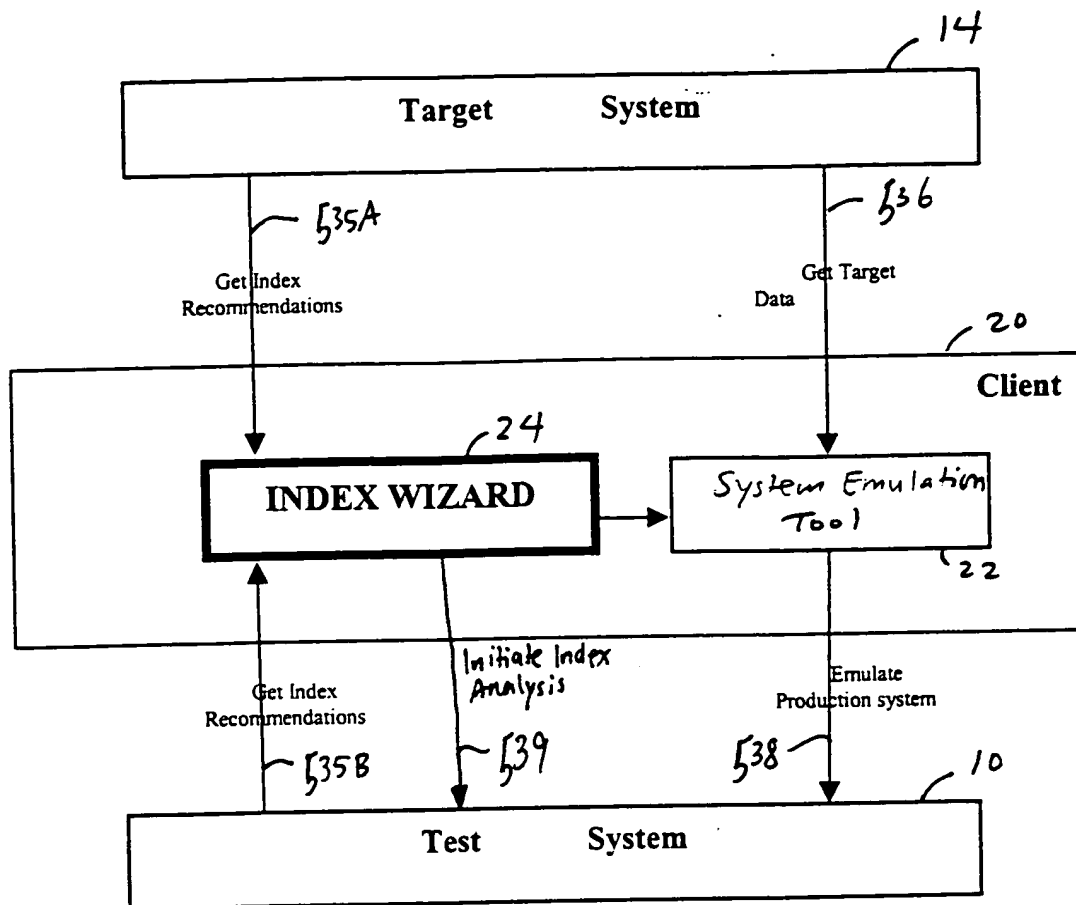 14
Target System
535A
536
Get Index
Recommendations
Get Target
Data
20
Client
24
INDEX WIZARD
System Emulation
Tool
22
Initiate Index
Analysis
Get Index
Recommendations
Emulate
Production system
535B
539
538
10
Test System